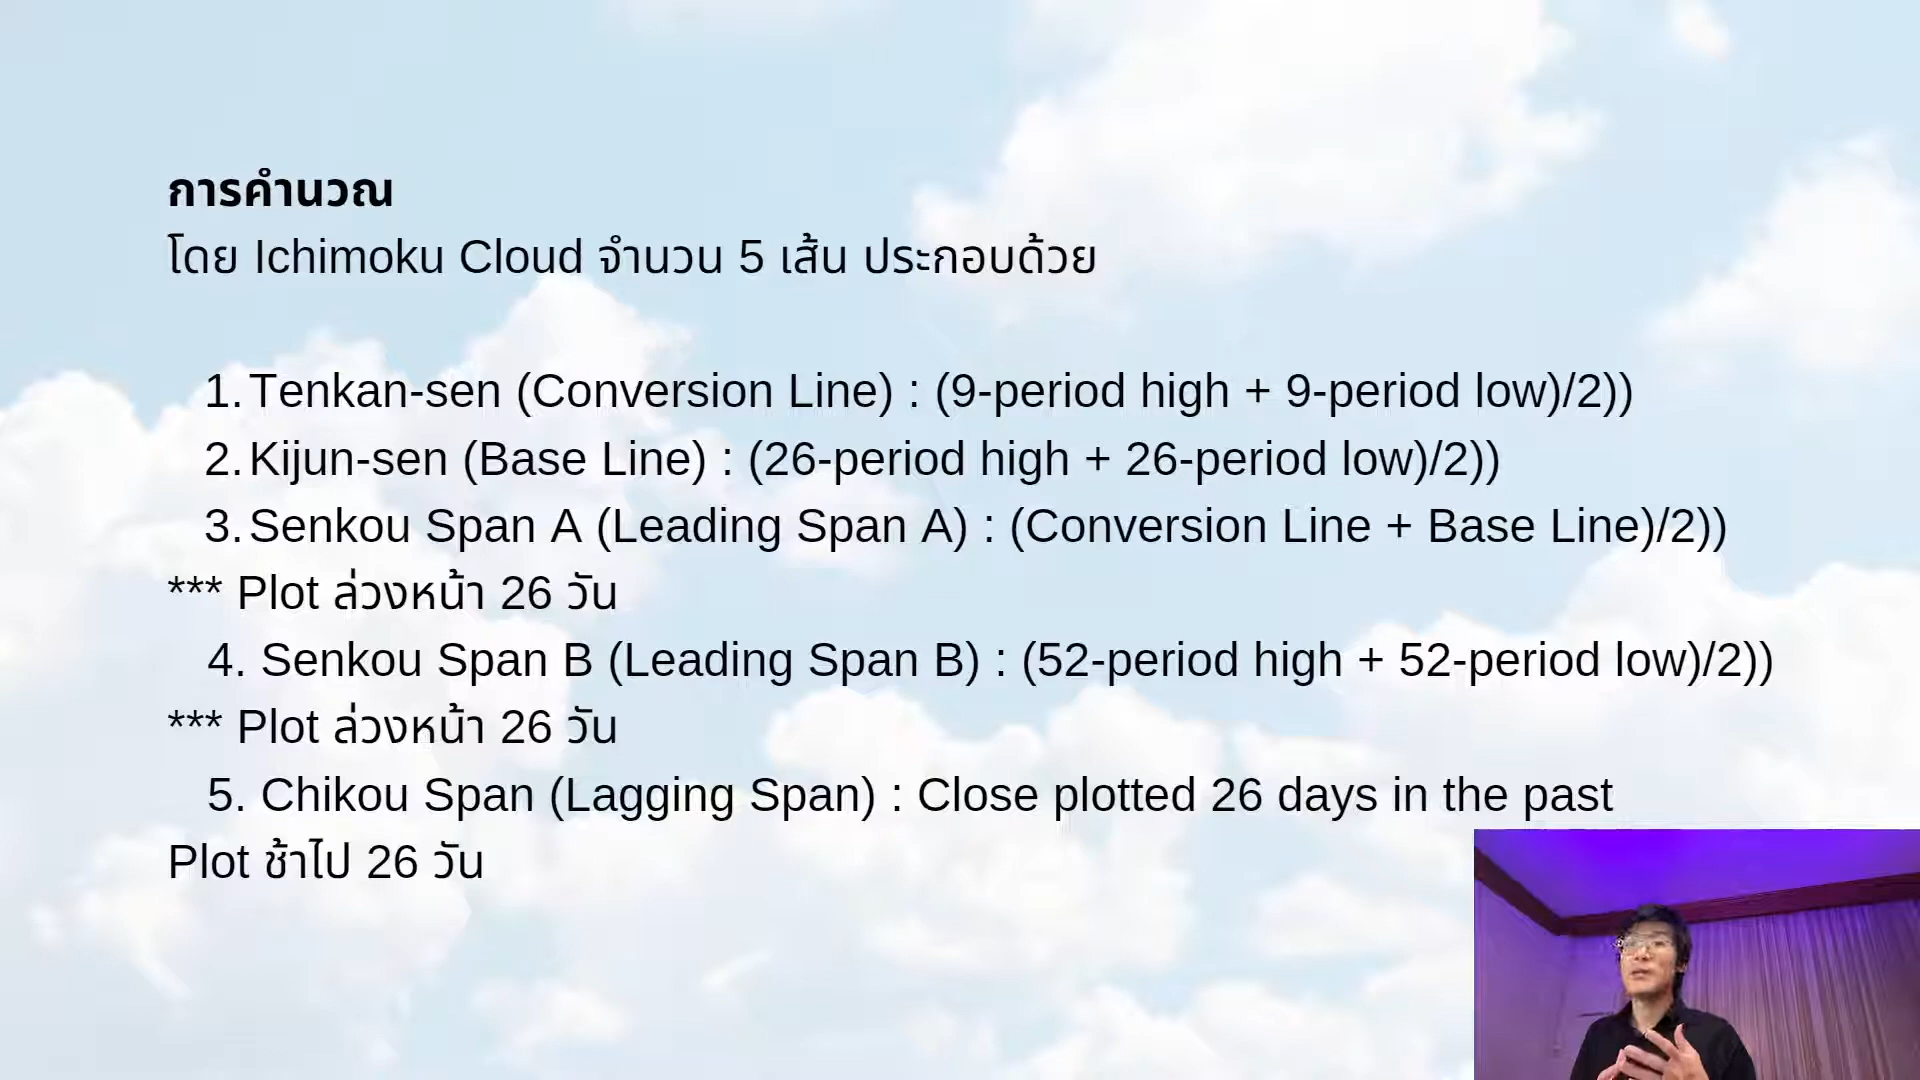 การคำนวณ
โดย Ichimoku Cloud จำนวน 5 เส้น ประกอบด้วย
1. Tenkan-sen (Conversion Line) : (9-period high + 9-period low)/2))
2. Kijun-sen (Base Line) : (26-period high + 26-period low)/2))
3. Senkou Span A (Leading Span A) : (Conversion Line + Base Line)/2))
*** Plot ล่วงหน้า 26 วัน
4. Senkou Span B (Leading Span B) : (52-period high + 52-period low)/2))
*** Plot ล่วงหน้า 26 วัน
5. Chikou Span (Lagging Span) : Close plotted 26 days in the past
Plot ช้าไป 26 วัน